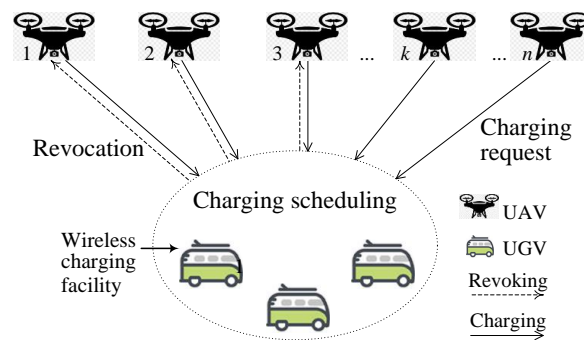 1 2 3 ... k ... n
Revocation
Charging
request
Charging scheduling
Wireless
charging
facility
UAV
UGV
Revoking
Charging